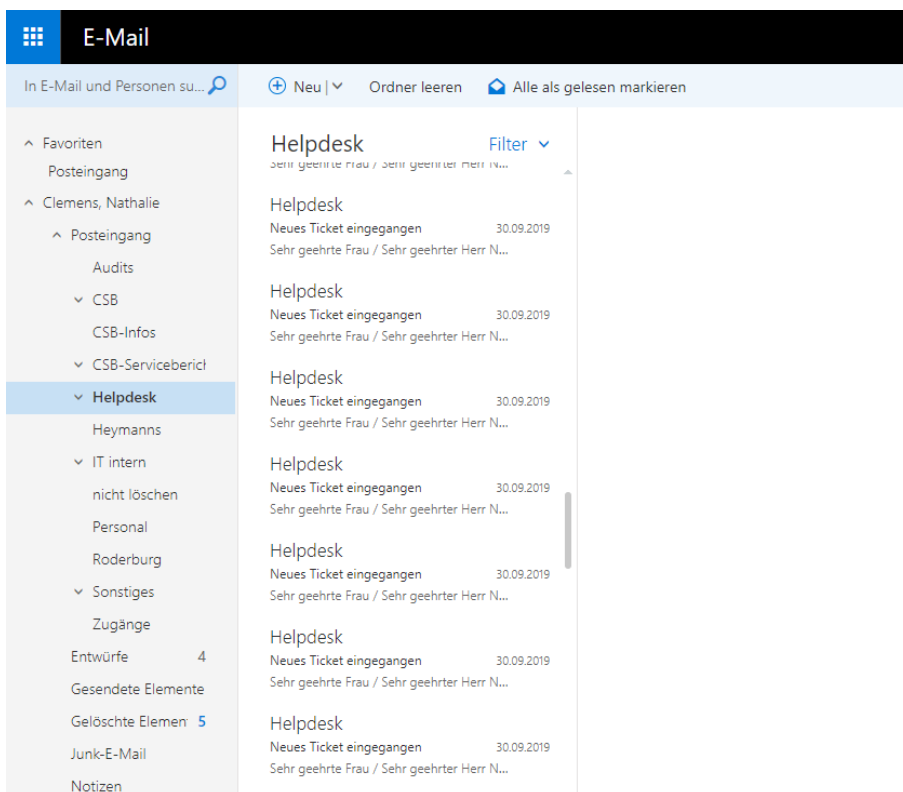 E-Mail
In E-Mail und Personen su...
Neu
Ordner leeren
Alle als gelesen markieren
Favoriten
Posteingang
Clemens, Nathalie
Posteingang
Audits
CSB
CSB-Infos
CSB-Serviceberich
Helpdesk
Heymanns
IT intern
nicht löschen
Personal
Roderburg
Sonstiges
Zugänge
Entwürfe 4
Gesendete Elemente
Gelöschte Elemen 5
Junk-E-Mail
Notizen
Helpdesk Filter
Sehr geehrte Frau / Sehr geehrter Herr N...
Helpdesk
Neues Ticket eingegangen 30.09.2019
Sehr geehrte Frau / Sehr geehrter Herr N...
Helpdesk
Neues Ticket eingegangen 30.09.2019
Sehr geehrte Frau / Sehr geehrter Herr N...
Helpdesk
Neues Ticket eingegangen 30.09.2019
Sehr geehrte Frau / Sehr geehrter Herr N...
Helpdesk
Neues Ticket eingegangen 30.09.2019
Sehr geehrte Frau / Sehr geehrter Herr N...
Helpdesk
Neues Ticket eingegangen 30.09.2019
Sehr geehrte Frau / Sehr geehrter Herr N...
Helpdesk
Neues Ticket eingegangen 30.09.2019
Sehr geehrte Frau / Sehr geehrter Herr N...
Helpdesk
Neues Ticket eingegangen 30.09.2019
Sehr geehrte Frau / Sehr geehrter Herr N...